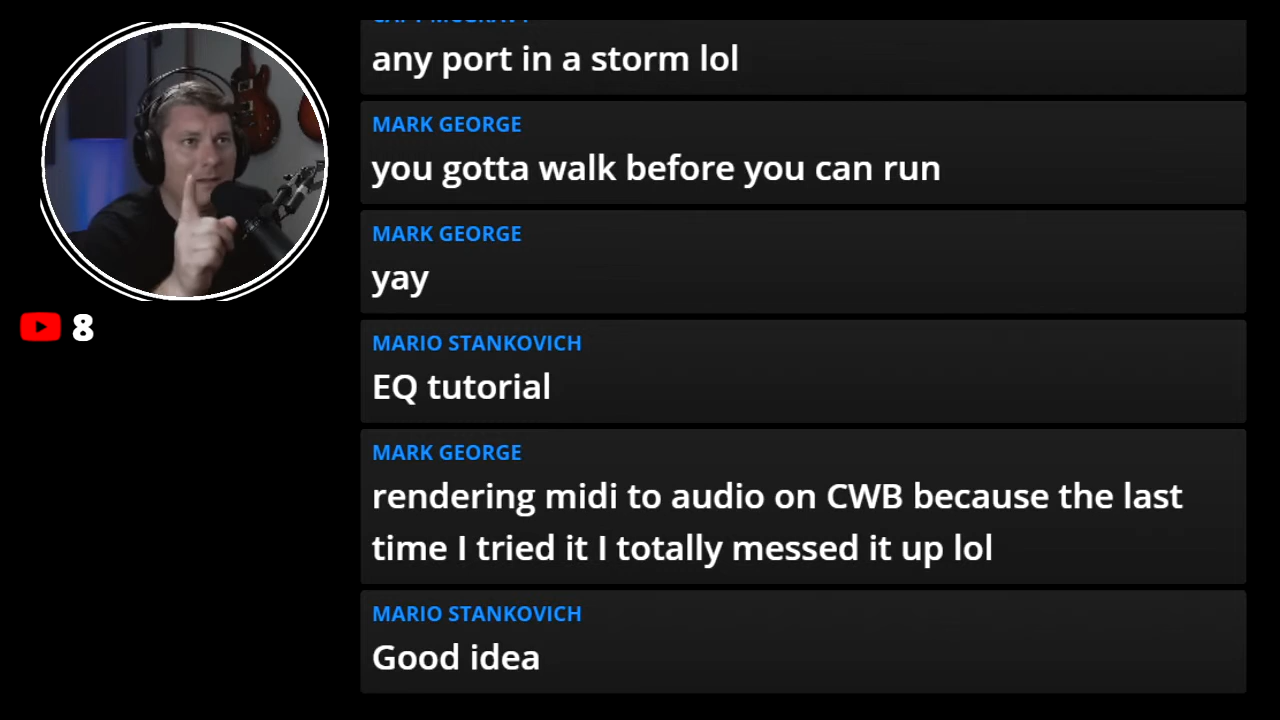 any port in a storm lol
MARK GEORGE
you gotta walk before you can run
MARK GEORGE
yay
MARIO STANKOVICH
EQ tutorial
MARK GEORGE
rendering midi to audio on CWB because the last
time I tried it I totally messed it up lol
MARIO STANKOVICH
Good idea
8